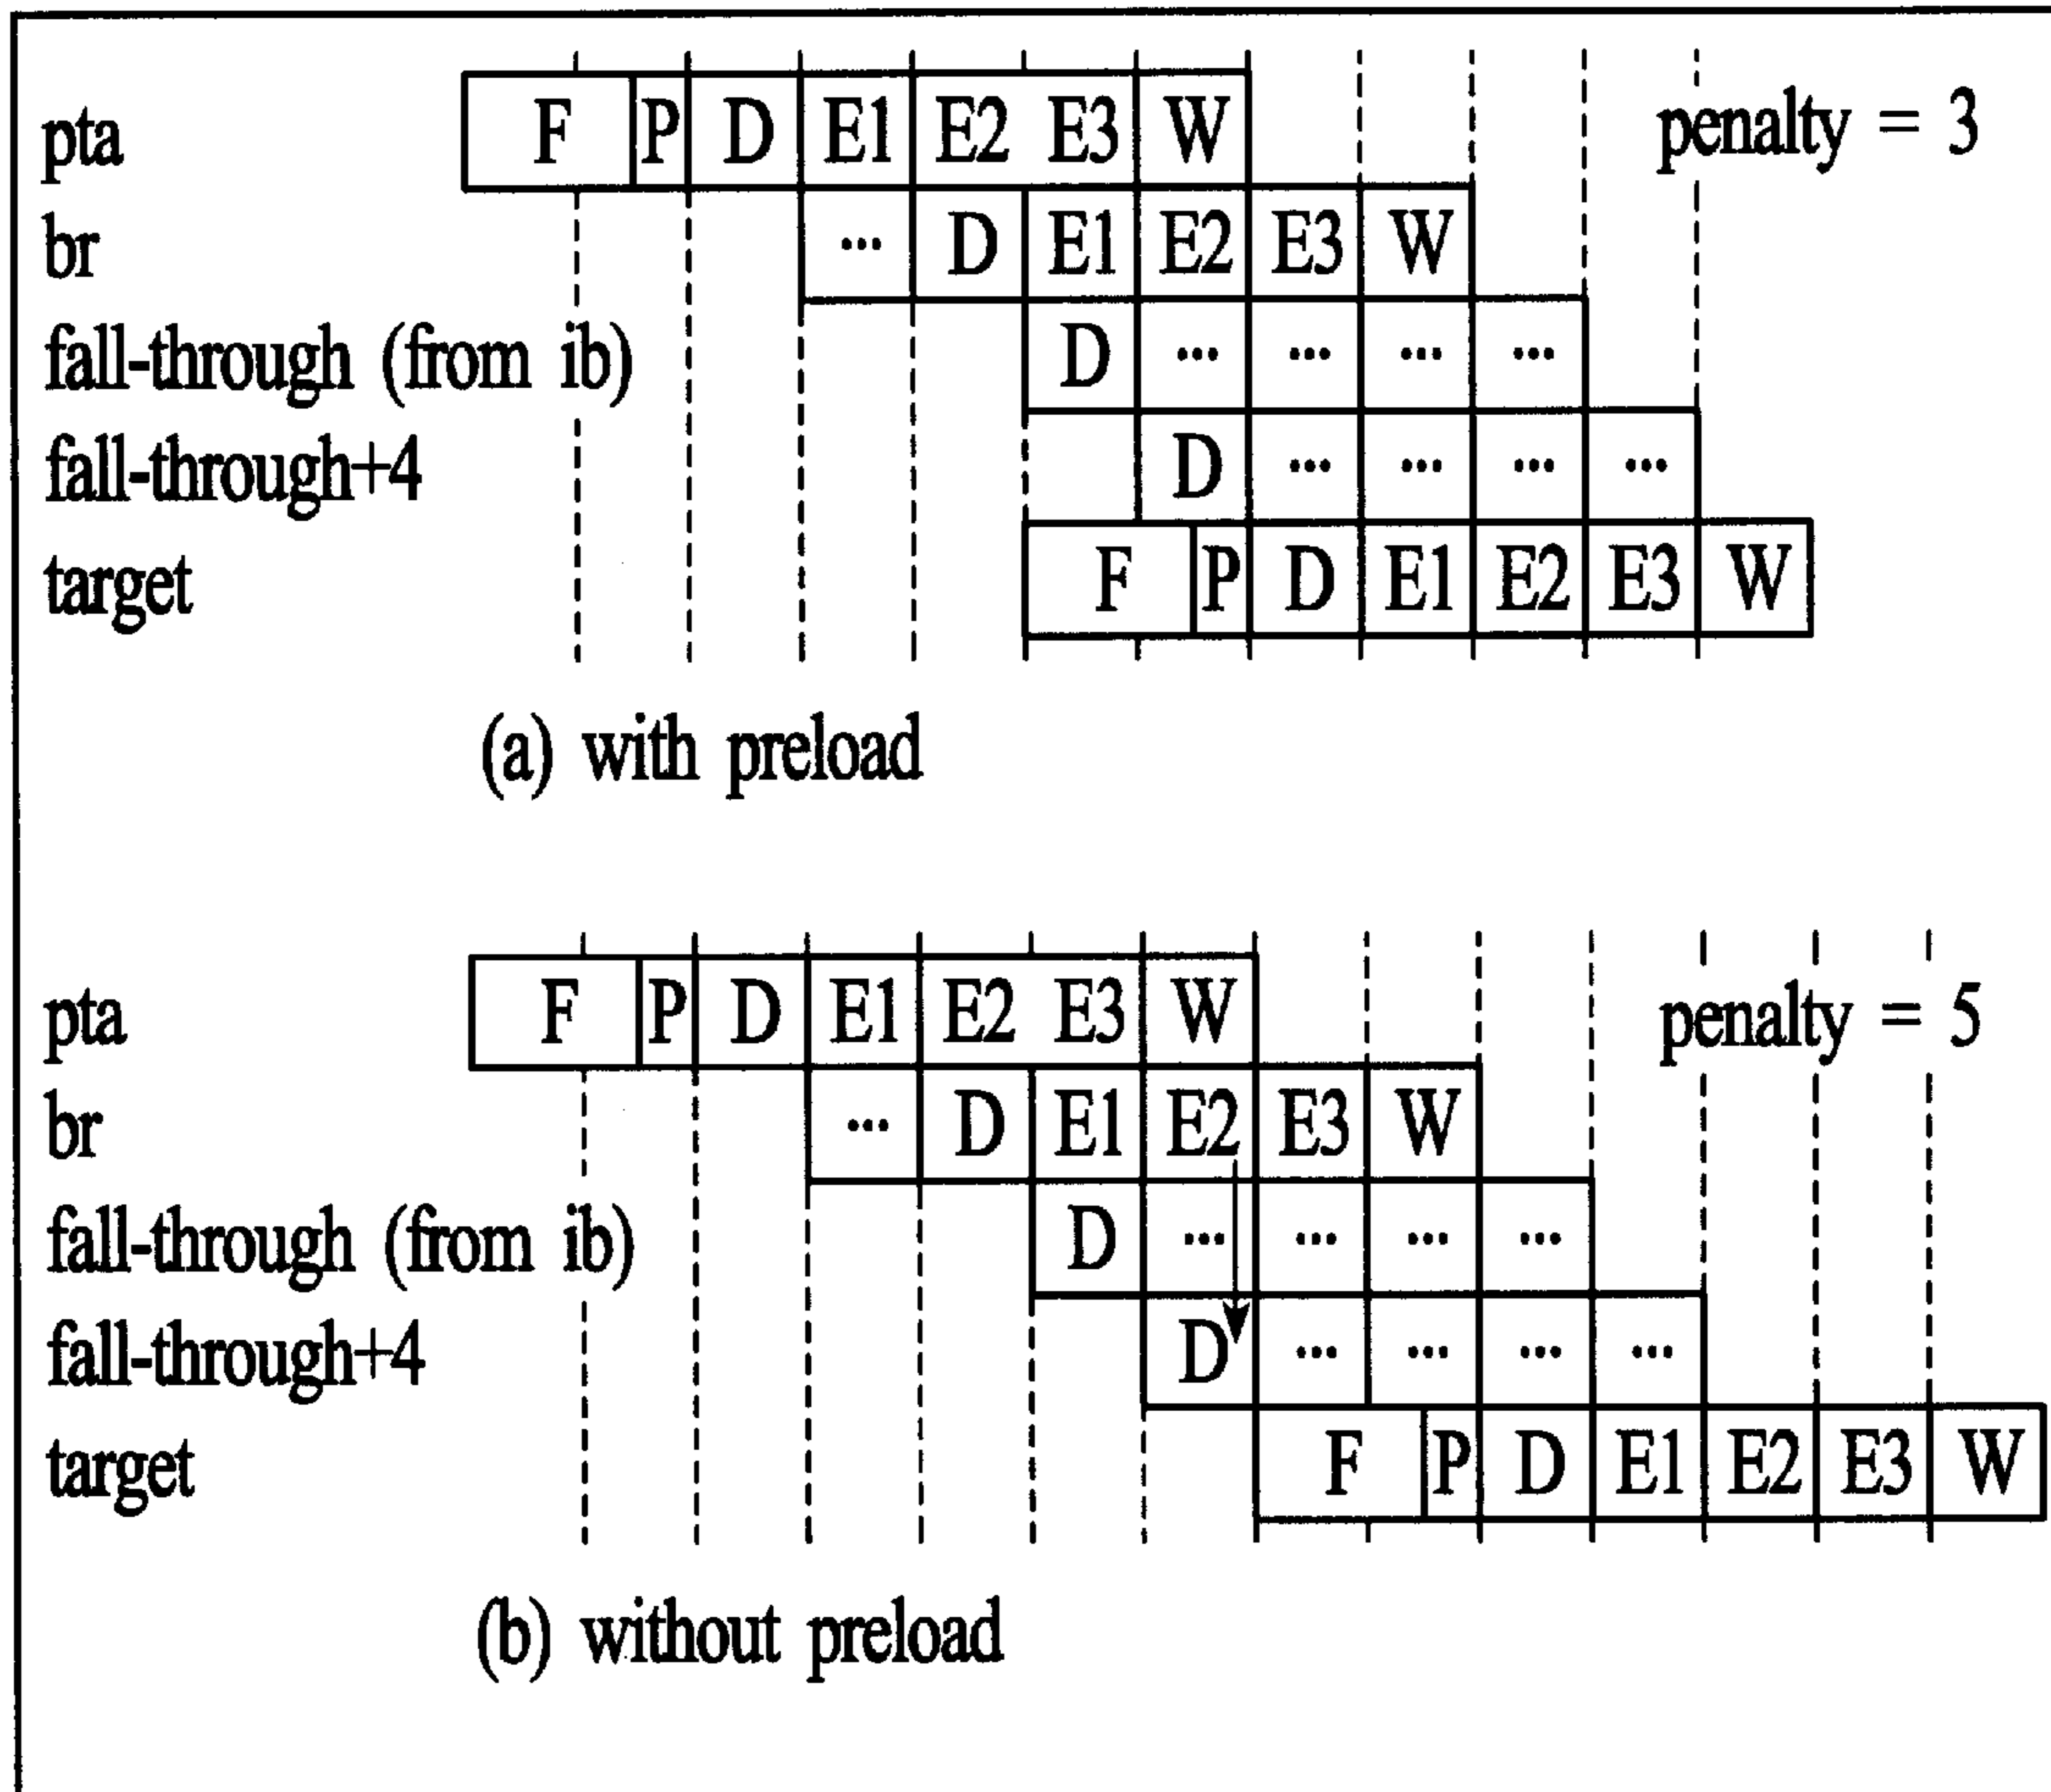 pta F P D E1 E2 E3 W penalty = 3
br ... D E1 E2 E3 W
fall-through (from ib) D ... ... ... ...
fall-through+4 D ... ... ... ...
target F P D E1 E2 E3 W
(a) with preload
pta F P D E1 E2 E3 W penalty = 5
br ... D E1 E2 E3 W
fall-through (from ib) D ... ... ... ...
fall-through+4 D ... ... ... ...
target F P D E1 E2 E3 W
(b) without preload